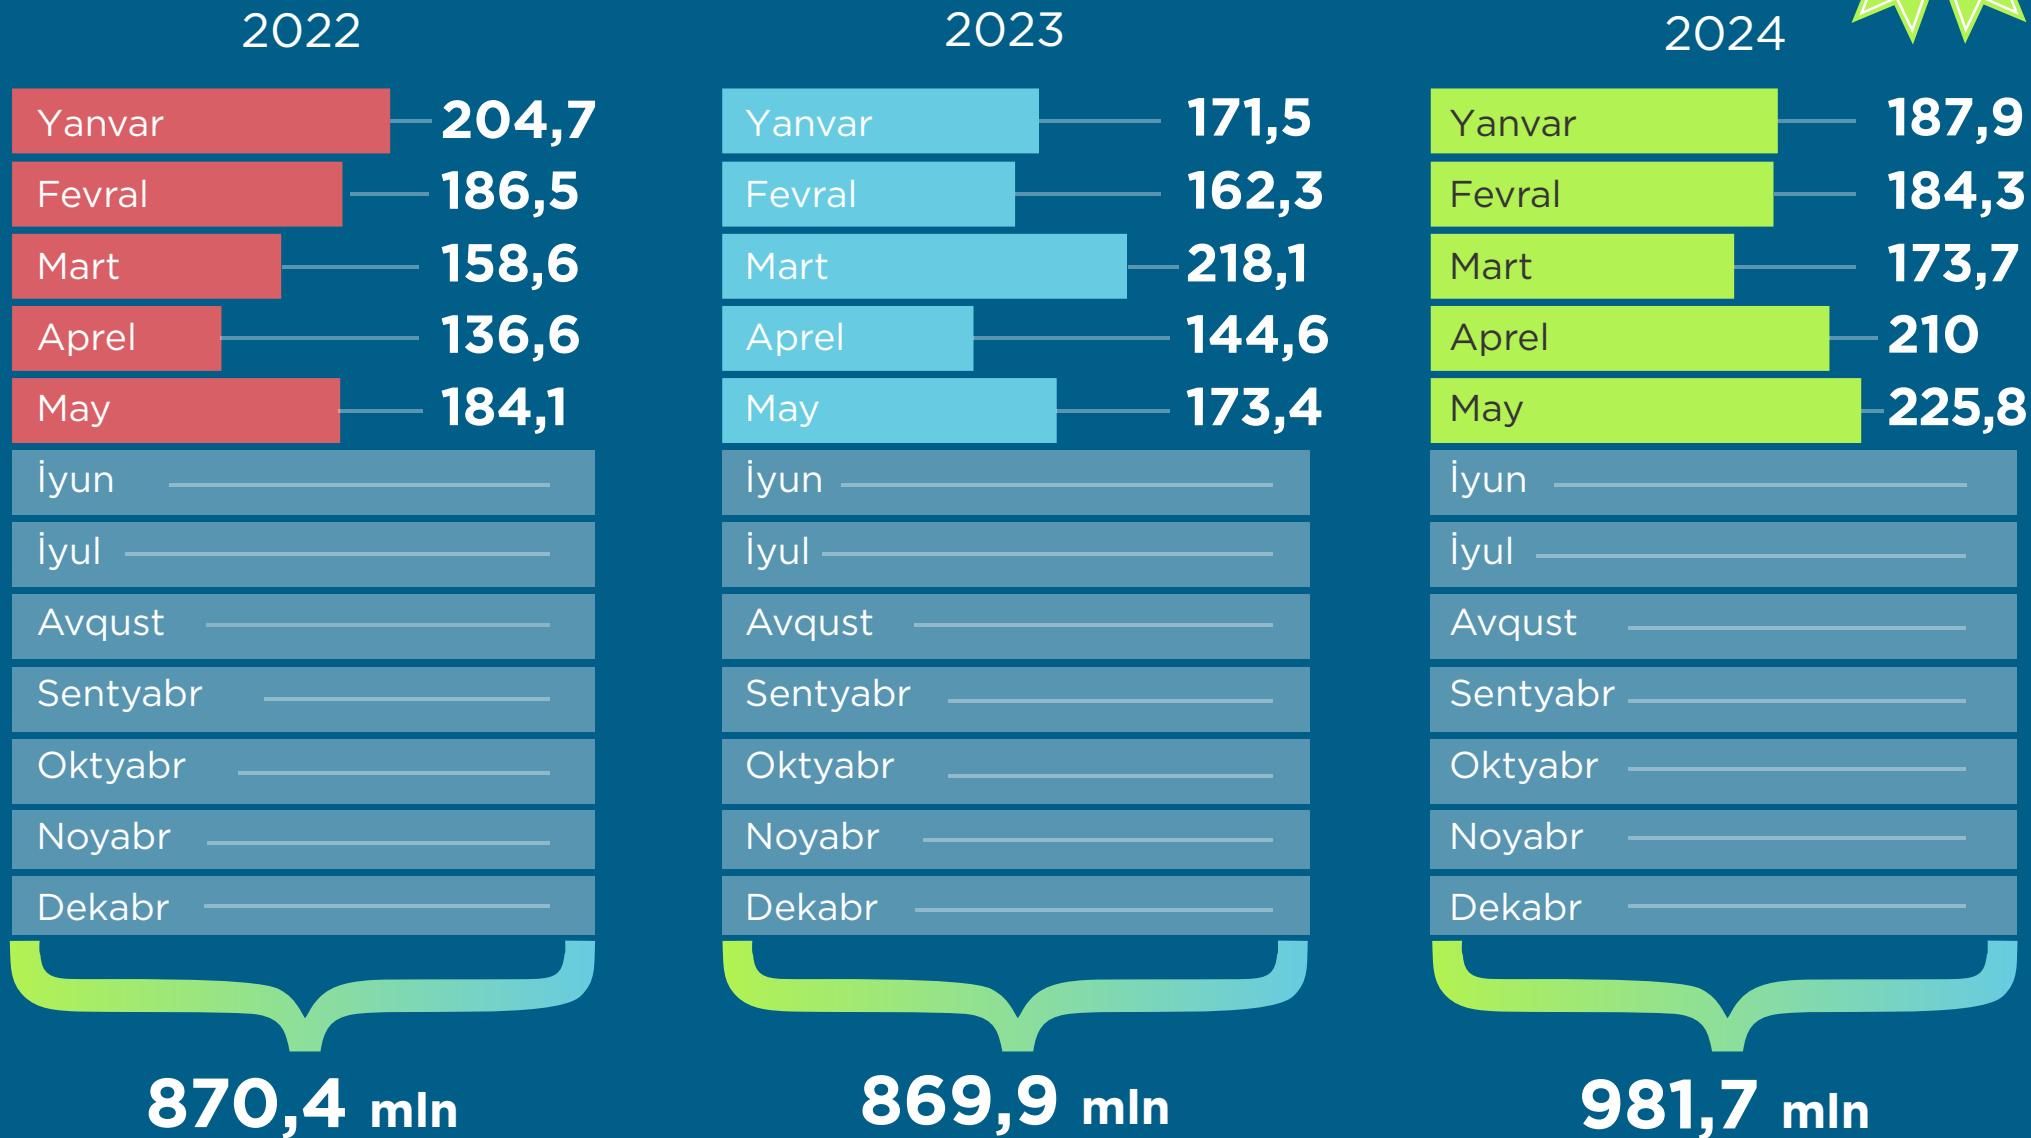 2022
Yanvar 204,7
Fevral 186,5
Mart 158,6
Aprel 136,6
May 184,1
İyun
İyul
Avqust
Sentyabr
Oktyabr
Noyabr
Dekabr
870,4 mln
2023
Yanvar 171,5
Fevral 162,3
Mart 218,1
Aprel 144,6
May 173,4
İyun
İyul
Avqust
Sentyabr
Oktyabr
Noyabr
Dekabr
869,9 mln
2024
Yanvar 187,9
Fevral 184,3
Mart 173,7
Aprel 210
May 225,8
İyun
İyul
Avqust
Sentyabr
Oktyabr
Noyabr
Dekabr
981,7 mln